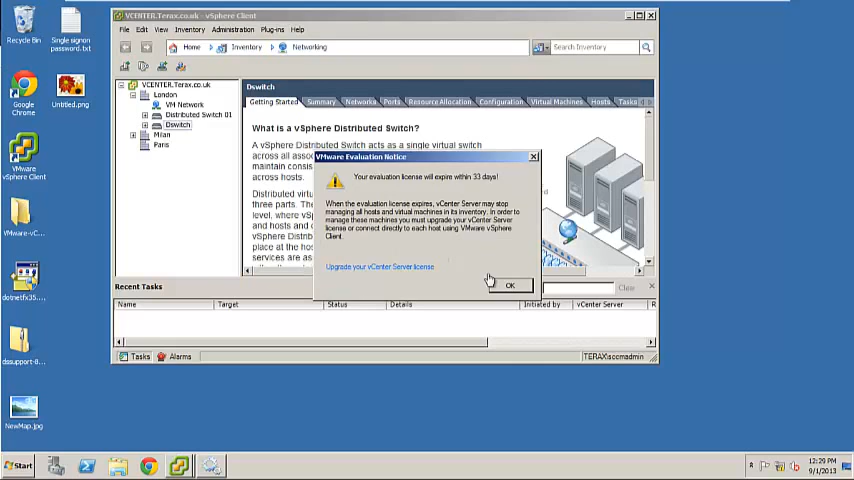 Recycle Bin
Single signon
password.txt
Google
Chrome
Untitled.png
VMware
vSphere Client
VMware-vC...
dotnetfx35...
dssupport-0...
NewMap.jpg
VCENTER.Terax.co.uk - vSphere Client
File Edit View Inventory Administration Plug-ins Help
Home Inventory Networking
Search Inventory
VCENTER.Terax.co.uk
London
VM Network
Distributed Switch 01
Dswitch
Milan
Paris
Dswitch
Getting Started Summary Networks Ports Resource Allocation Configuration Virtual Machines Hosts Tasks
What is a vSphere Distributed Switch?
A vSphere Distributed Switch acts as a single virtual switch
across all asso
maintain consis
across hosts.
Distributed virtu
three parts. The
level, where vS
vSphere Distrib
place at the ho
services are as
VMware Evaluation Notice
Your evaluation license will expire within 33 days!
When the evaluation license expires, vCenter Server may stop
managing all hosts and virtual machines in its inventory. In order to
manage these machines you must upgrade your vCenter Server
license or connect directly to each host using VMware vSphere
Client.
Upgrade your vCenter Server license
OK
Recent Tasks
Clear
Name Target Status Details Initiated by vCenter Server R
Tasks Alarms
TERAX\sccmadmin
Start
12:29 PM
9/1/2013